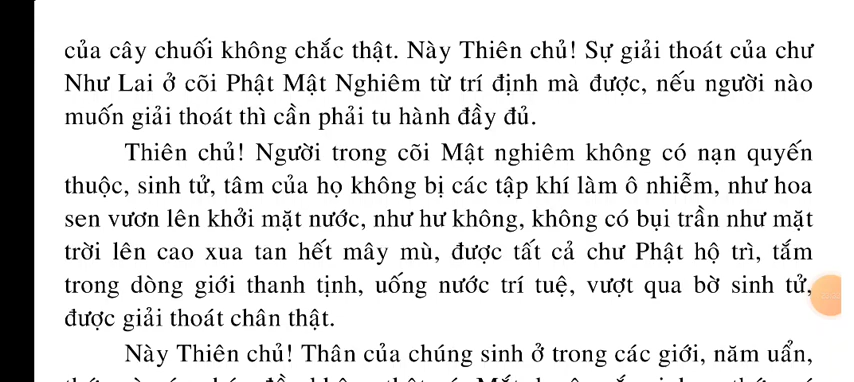 của cây chuối không chắc thật. Này Thiên chủ! Sự giải thoát của chư
Như Lai ở cõi Phật Mật Nghiêm từ trí định mà được, nếu người nào
muốn giải thoát thì cần phải tu hành đầy đủ.
Thiên chủ! Người trong cõi Mật nghiêm không có nạn quyến
thuộc, sinh tử, tâm của họ không bị các tập khí làm ô nhiễm, như hoa
sen vươn lên khởi mặt nước, như hư không, không có bụi trần như mặt
trời lên cao xua tan hết mây mù, được tất cả chư Phật hộ trì, tắm
trong dòng giới thanh tịnh, uống nước trí tuệ, vượt qua bờ sinh tử,
được giải thoát chân thật.
Này Thiên chủ! Thân của chúng sinh ở trong các giới, năm uẩn,